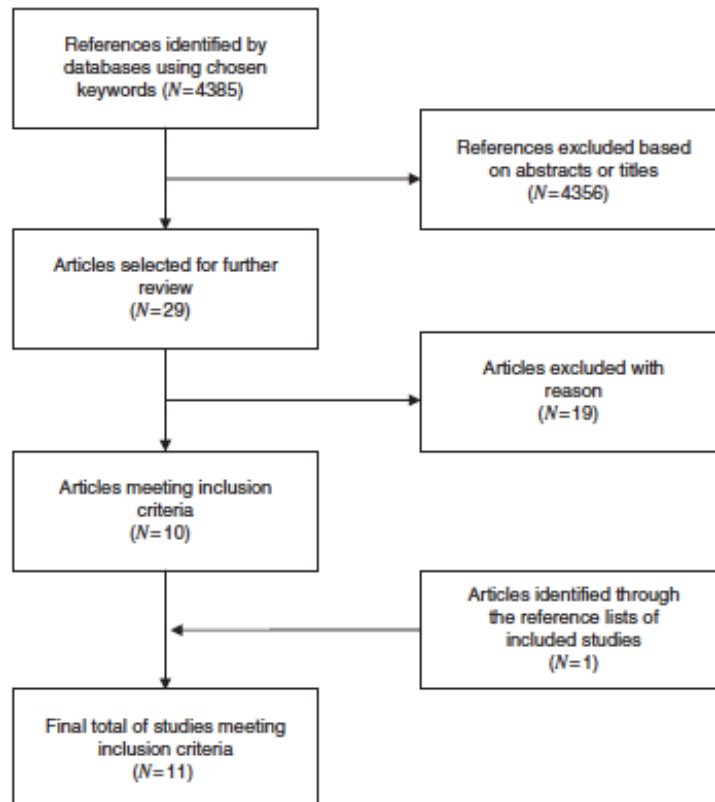 References identified by
databases using chosen
keywords (N=4385)
References excluded based
on abstracts or titles
(N=4356)
Articles selected for further
review
(N=29)
Articles excluded with
reason
(N=19)
Articles meeting inclusion
criteria
(N=10)
Articles identified through
the reference lists of
included studies
(N=1)
Final total of studies meeting
inclusion criteria
(N=11)